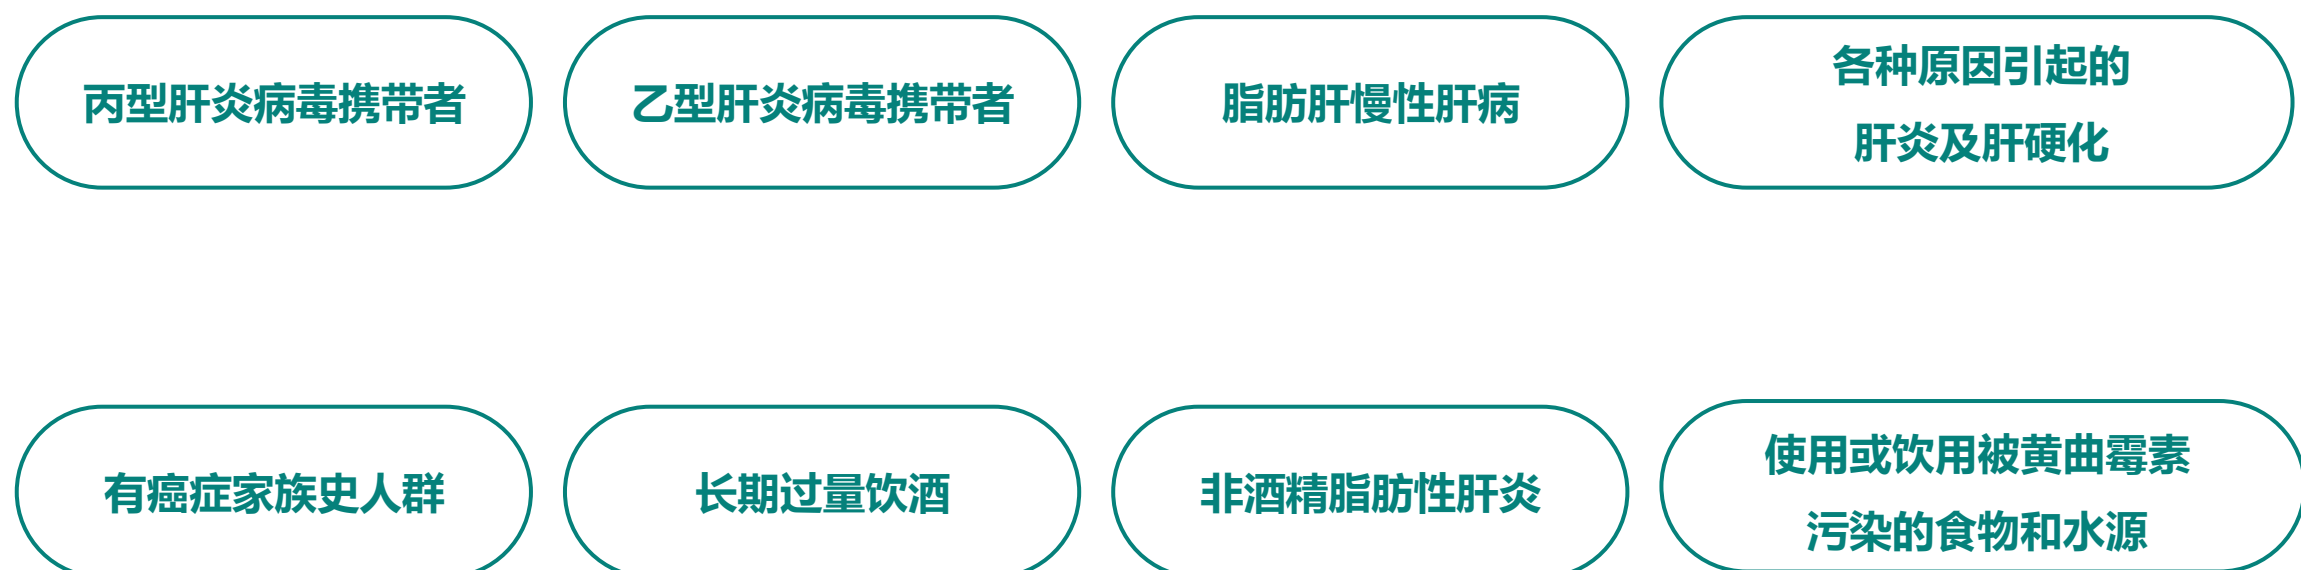 丙型肝炎病毒携带者
乙型肝炎病毒携带者
脂肪肝慢性肝病
各种原因引起的
肝炎及肝硬化
有癌症家族史人群
长期过量饮酒
非酒精脂肪性肝炎
使用或饮用被黄曲霉素
污染的食物和水源